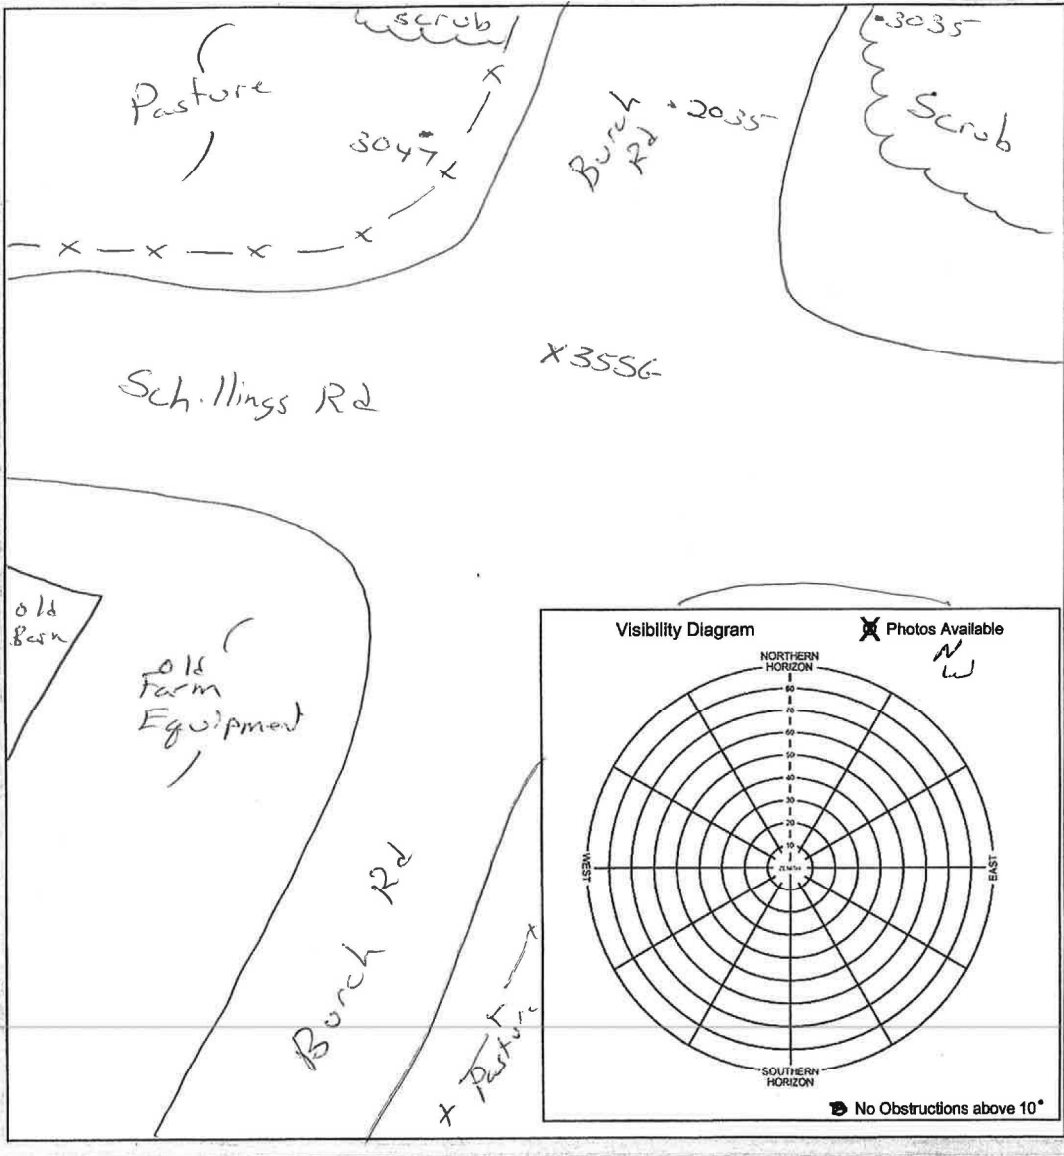 scrub
3035
Pasture
Scrub
2035
3047
Burch
Rd
X 3556
Schillings Rd
old
Barn
old
Farm
Equipment
Burch Rd
Pasture
Visibility Diagram
Photos Available
N
W
NORTHERN
HORIZON
80
70
60
50
40
30
20
10
ZENITH
WEST
EAST
SOUTHERN
HORIZON
No Obstructions above 10°